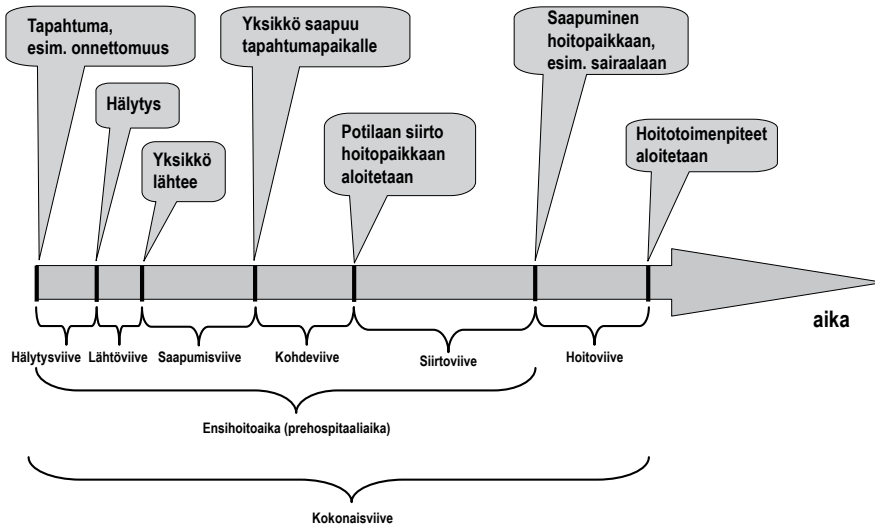 Tapahtuma,
esim. onnettomuus
Hälytys
Yksikkö
lähtee
Yksikkö saapuu
tapahtumapaikalle
Potilaan siirto
hoitopaikkaan
aloitetaan
Saapuminen
hoitopaikkaan,
esim. sairaalaan
Hoitotoimenpiteet
aloitetaan
aika
Hälytysviive
Lähtöviive
Saapumisviive
Kohdeviive
Siirtoviive
Hoitoviive
Ensihoitoaika (prehospitaaliaika)
Kokonaisviive